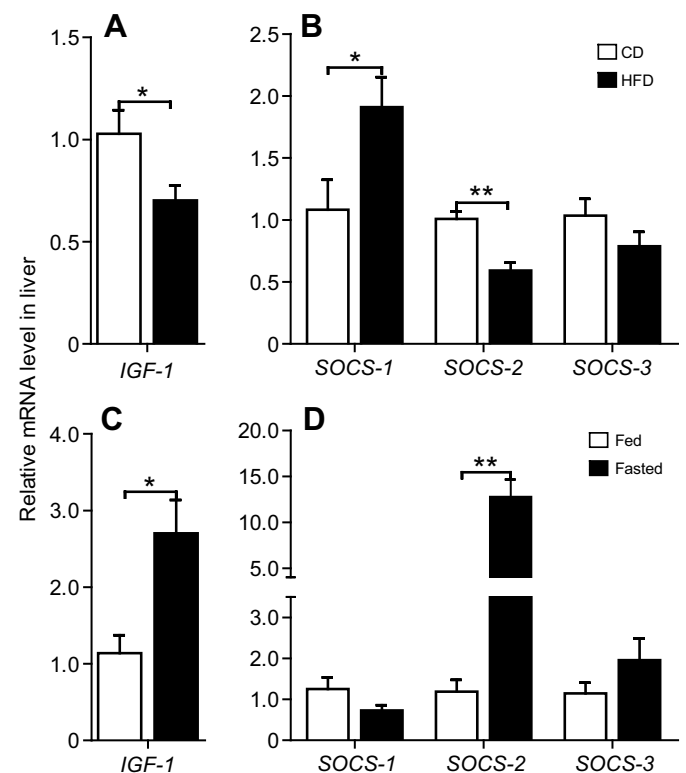 A
B
1.5
1.0
0.5
0
*
IGF-1
2.5
2.0
1.5
1.0
0.5
0
*
**
CD
HFD
SOCS-1
SOCS-2
SOCS-3
Relative mRNA level in liver
C
D
4.0
3.0
2.0
1.0
0
*
IGF-1
20.0
15.0
10.0
5.0
3.0
2.0
1.0
0
**
Fed
Fasted
SOCS-1
SOCS-2
SOCS-3